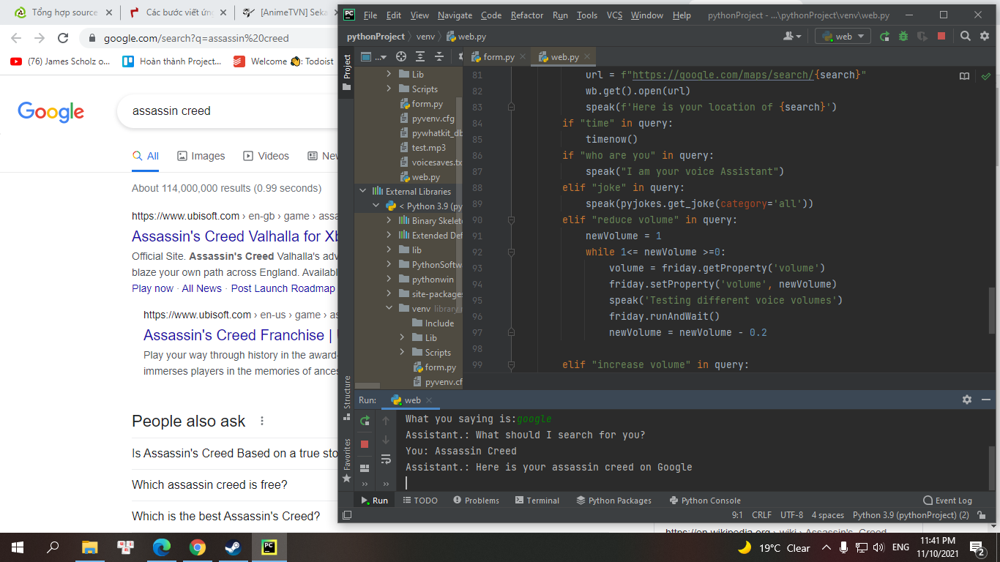 Tổng hợp source
Các bước viết ứng
[AnimeTVN] Seka
google.com/search?q=assassin%20creed
(76) James Scholz o...
Hoàn thành Project...
Welcome 👋: Todoist
Google
assassin creed
All
Images
Videos
New
About 114,000,000 results (0.99 seconds)
https://www.ubisoft.com › en-gb › game › assa
Assassin's Creed Valhalla for Xb
Official Site. Assassin's Creed Valhalla's adv
blaze your own path across England. Availabl
Play now · All News · Post Launch Roadmap
https://www.ubisoft.com › en-us › game › as
Assassin's Creed Franchise |
Play your way through history in the award-
immerses players in the memories of ances
People also ask
Is Assassin's Creed Based on a true sto
Which assassin creed is free?
Which is the best Assassin's Creed?
PC
File Edit View Navigate Code Refactor Run Tools VCS Window Help
pythonProject - ...\pythonProject\venv\web.py
pythonProject › venv › web.py
web
Project
...
form.py
web.py
Lib
Scripts
form.py
pyvenv.cfg
pywhatkit_db
test.mp3
voicesaves.tx
web.py
External Libraries
< Python 3.9 (py
Binary Skelet
Extended Def
lib
PythonSoftw
pythonwin
site-packages
venv library r
Include
Lib
Scripts
form.py
pyvenv.cf
81 url = f"https://google.com/maps/search/{search}"
82 wb.get().open(url)
83 speak(f'Here is your location of {search}')
84 if "time" in query:
85 timenow()
86 if "who are you" in query:
87 speak("I am your voice Assistant")
88 elif "joke" in query:
89 speak(pyjokes.get_joke(category='all'))
90 elif "reduce volume" in query:
91 newVolume = 1
92 while 1<= newVolume >=0:
93 volume = friday.getProperty('volume')
94 friday.setProperty('volume', newVolume)
95 speak('Testing different voice volumes')
96 friday.runAndWait()
97 newVolume = newVolume - 0.2
98
99 elif "increase volume" in query:
Structure
Favorites
Run: web
What you saying is:google
Assistant.: What should I search for you?
You: Assassin Creed
Assistant.: Here is your assassin creed on Google
Run
TODO
Problems
Terminal
Python Packages
Python Console
Event Log
9:1 CRLF UTF-8 4 spaces Python 3.9 (pythonProject) (2)
https://en.wikipedia.org › wiki › Assassin's_Creed
PC
19°C Clear
ENG
11:41 PM
11/10/2021
2